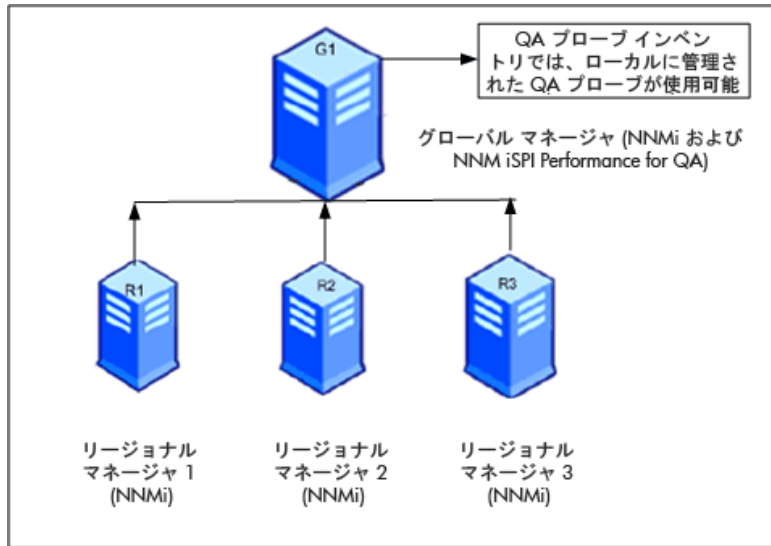 G1
QA プローブ インベン
トリでは、ローカルに管理さ
れた QA プローブが使用可能
グローバル マネージャ (NNMi および
NNM iSPI Performance for QA)
R1
R2
R3
リージョナル
マネージャ 1
(NNMi)
リージョナル
マネージャ 2
(NNMi)
リージョナル
マネージャ 3
(NNMi)